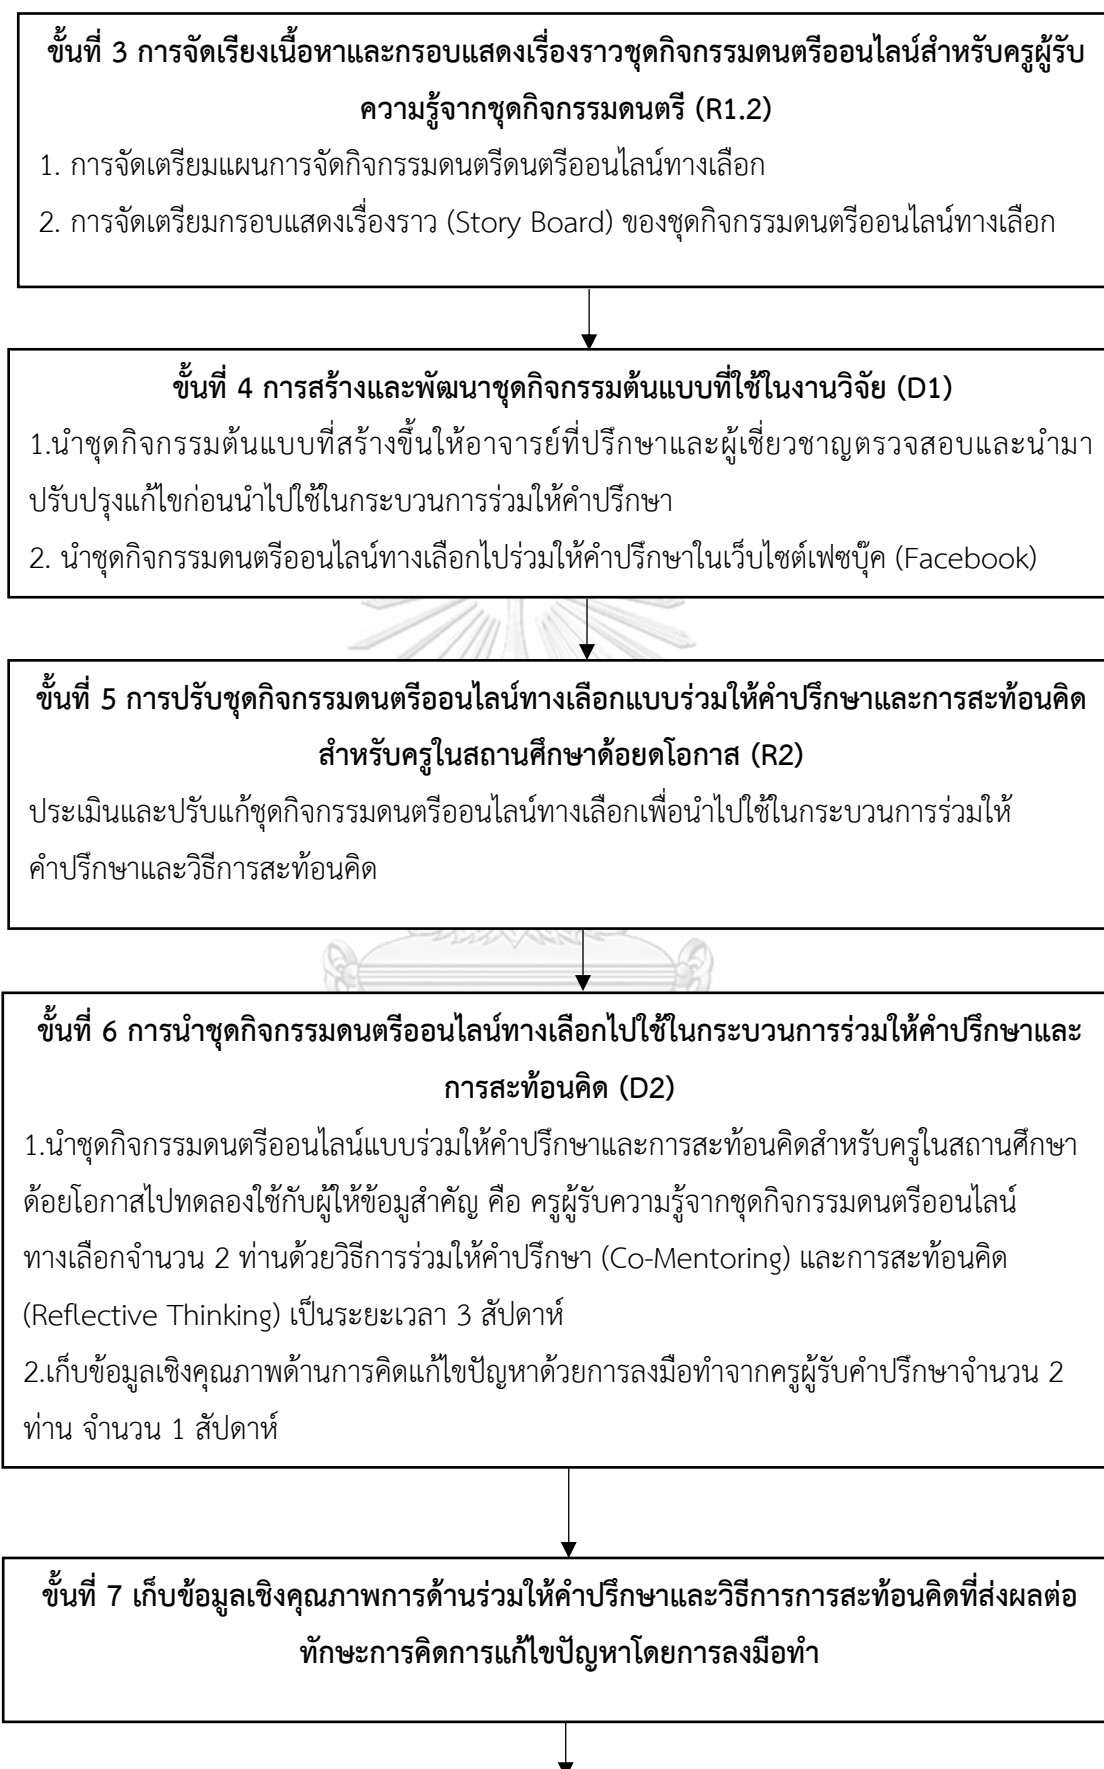 ขั้นที่ 3 การจัดเรียงเนื้อหาและกรอบแสดงเรื่องราวชุดกิจกรรมดนตรีออนไลน์สำหรับครูผู้รับ
ความรู้จากชุดกิจกรรมดนตรี (R1.2)
1. การจัดเตรียมแผนการจัดกิจกรรมดนตรีดนตรีออนไลน์ทางเลือก
2. การจัดเตรียมกรอบแสดงเรื่องราว (Story Board) ของชุดกิจกรรมดนตรีออนไลน์ทางเลือก
ขั้นที่ 4 การสร้างและพัฒนาชุดกิจกรรมต้นแบบที่ใช้ในงานวิจัย (D1)
1.นำชุดกิจกรรมต้นแบบที่สร้างขึ้นให้อาจารย์ที่ปรึกษาและผู้เชี่ยวชาญตรวจสอบและนำมา
ปรับปรุงแก้ไขก่อนนำไปใช้ในกระบวนการร่วมให้คำปรึกษา
2. นำชุดกิจกรรมดนตรีออนไลน์ทางเลือกไปร่วมให้คำปรึกษาในเว็บไซต์เฟซบุ๊ค (Facebook)
ขั้นที่ 5 การปรับชุดกิจกรรมดนตรีออนไลน์ทางเลือกแบบร่วมให้คำปรึกษาและการสะท้อนคิด
สำหรับครูในสถานศึกษาด้อยดโอกาส (R2)
ประเมินและปรับแก้ชุดกิจกรรมดนตรีออนไลน์ทางเลือกเพื่อนำไปใช้ในกระบวนการร่วมให้
คำปรึกษาและวิธีการสะท้อนคิด
ขั้นที่ 6 การนำชุดกิจกรรมดนตรีออนไลน์ทางเลือกไปใช้ในกระบวนการร่วมให้คำปรึกษาและ
การสะท้อนคิด (D2)
1.นำชุดกิจกรรมดนตรีออนไลน์แบบร่วมให้คำปรึกษาและการสะท้อนคิดสำหรับครูในสถานศึกษา
ด้อยโอกาสไปทดลองใช้กับผู้ให้ข้อมูสำคัญ คือ ครูผู้รับความรู้จากชุดกิจกรรมดนตรีออนไลน์
ทางเลือกจำนวน 2 ท่านด้วยวิธีการร่วมให้คำปรึกษา (Co-Mentoring) และการสะท้อนคิด
(Reflective Thinking) เป็นระยะเวลา 3 สัปดาห์
2.เก็บข้อมูลเชิงคุณภาพด้านการคิดแก้ไขปัญหาด้วยการลงมือทำจากครูผู้รับคำปรึกษาจำนวน 2
ท่าน จำนวน 1 สัปดาห์
ขั้นที่ 7 เก็บข้อมูลเชิงคุณภาพการด้านร่วมให้คำปรึกษาและวิธีการการสะท้อนคิดที่ส่งผลต่อ
ทักษะการคิดการแก้ไขปัญหาโดยการลงมือทำ